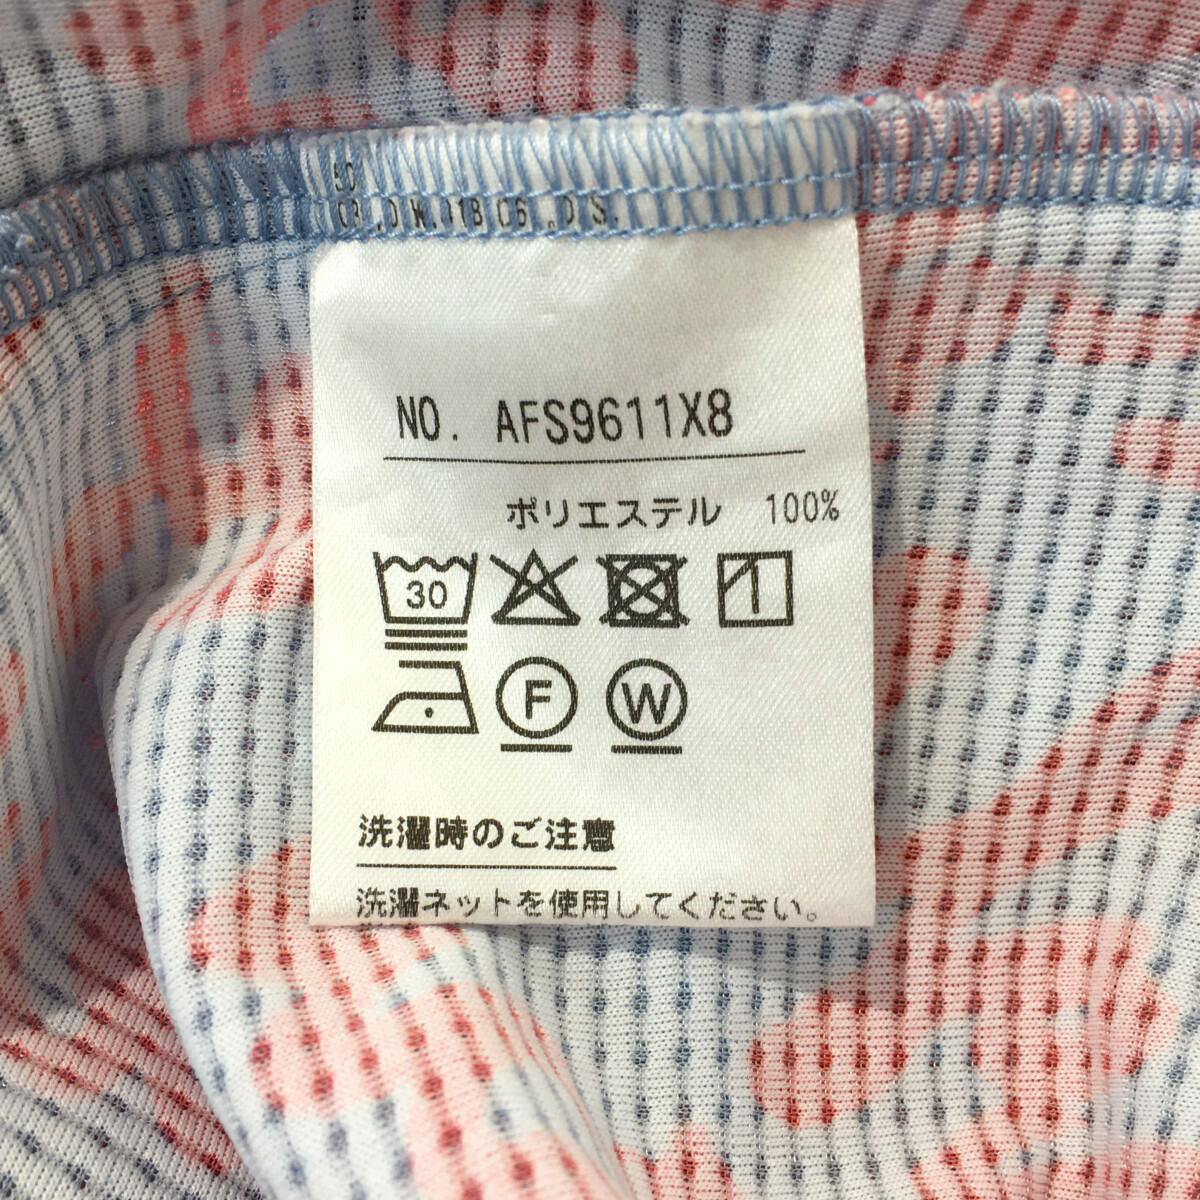 NO. AFS9611X8
ポリエステル 100%
30
F W
洗濯時のご注意
洗濯ネットを使用してください。